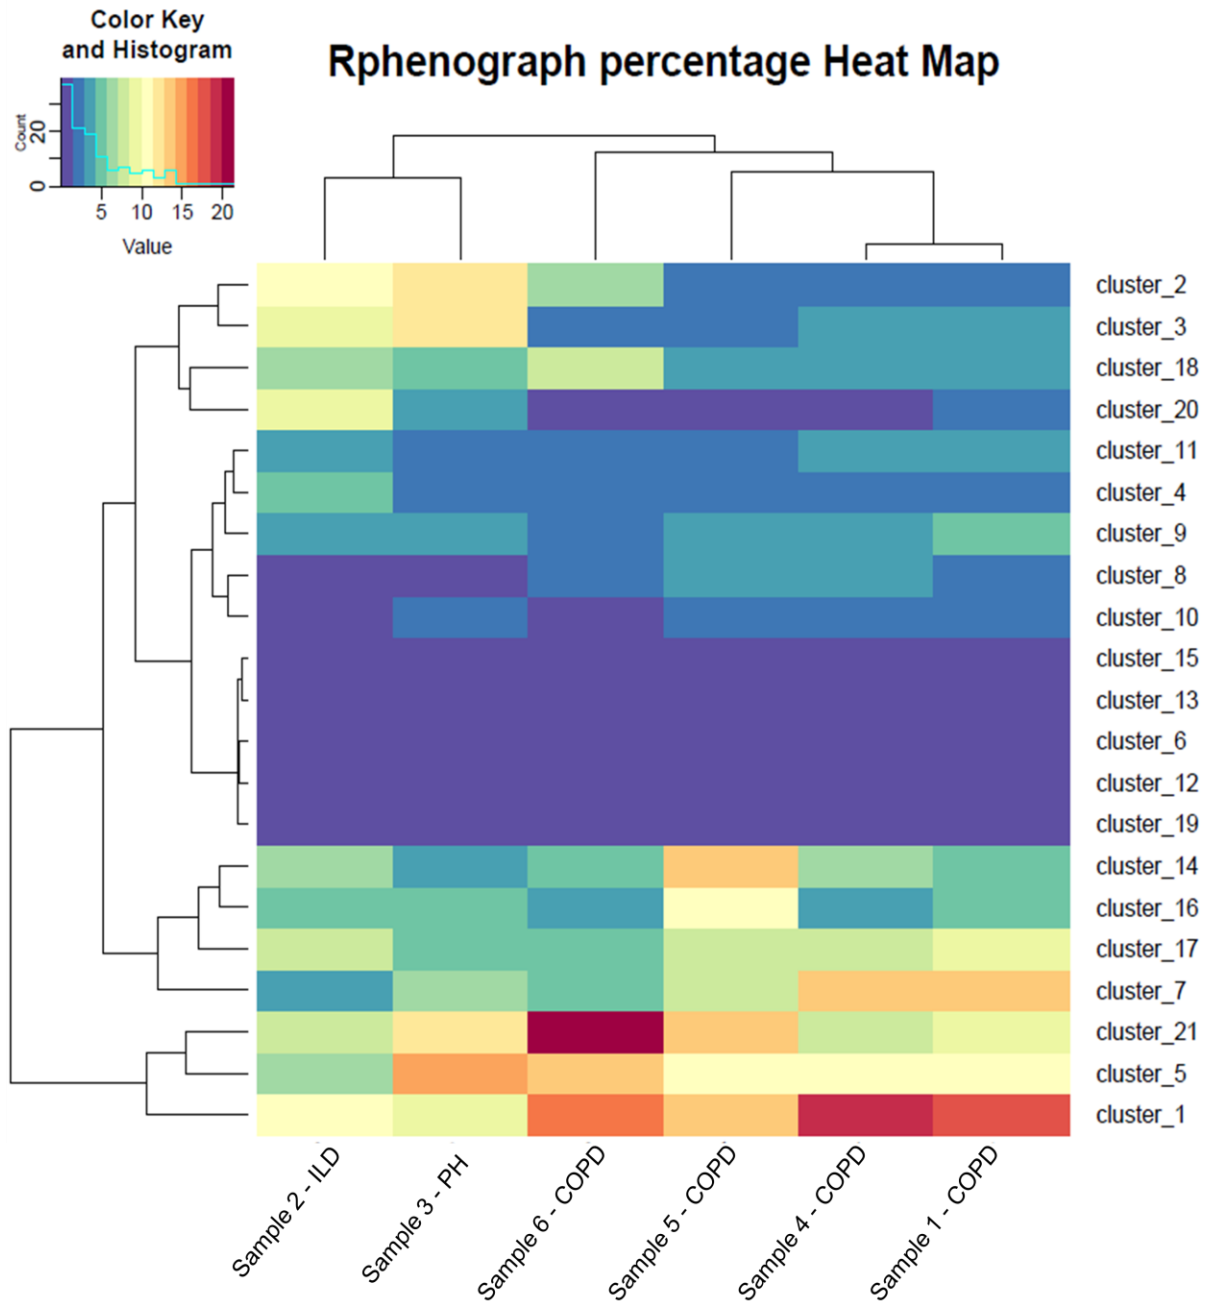 Color Key
and Histogram
Rphenograph percentage Heat Map
Count
0 20
5 10 15 20
Value
cluster_2
cluster_3
cluster_18
cluster_20
cluster_11
cluster_4
cluster_9
cluster_8
cluster_10
cluster_15
cluster_13
cluster_6
cluster_12
cluster_19
cluster_14
cluster_16
cluster_17
cluster_7
cluster_21
cluster_5
cluster_1
Sample 2 - ILD
Sample 3 - PH
Sample 6 - COPD
Sample 5 - COPD
Sample 4 - COPD
Sample 1 - COPD